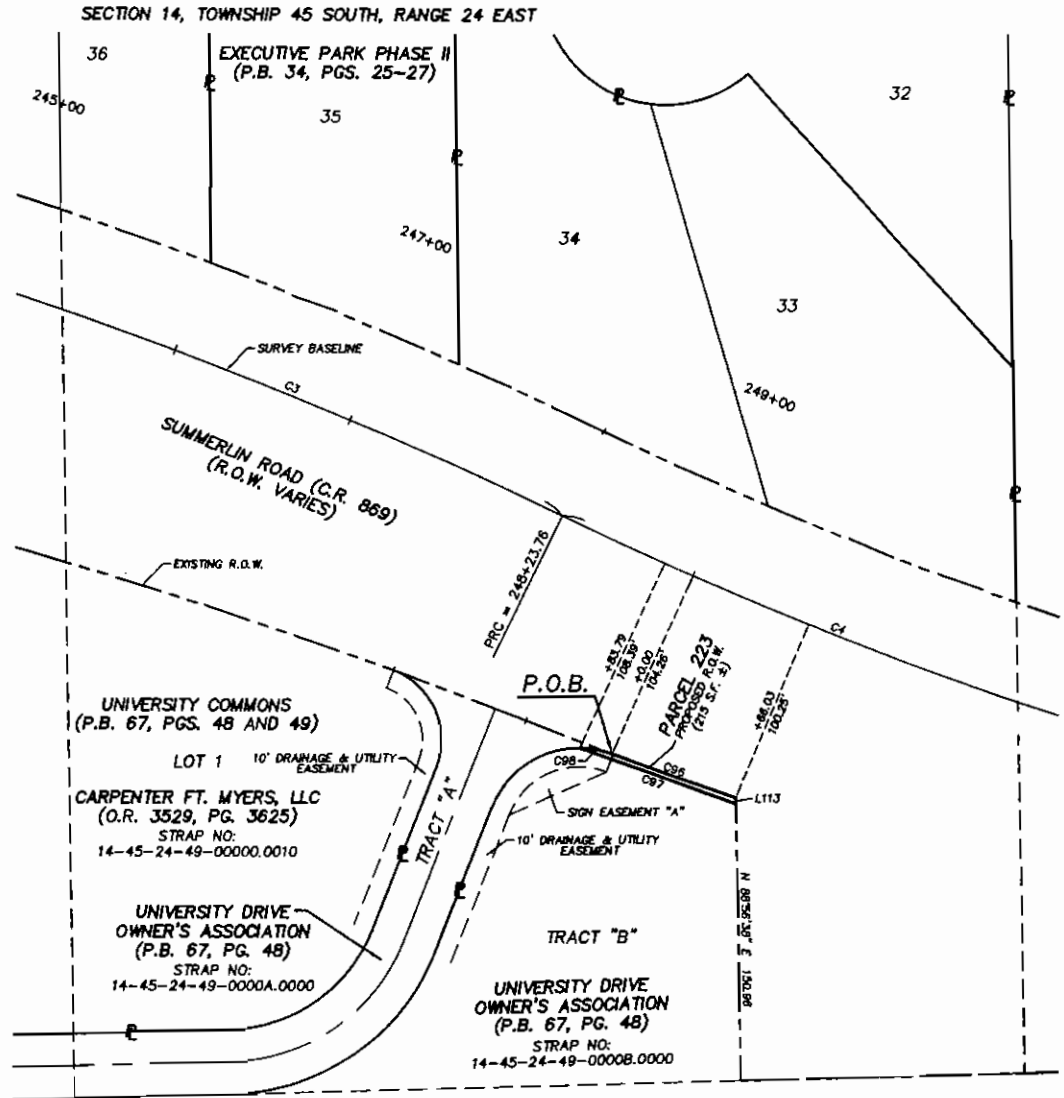 SECTION 14, TOWNSHIP 45 SOUTH, RANGE 24 EAST
36
EXECUTIVE PARK PHASE II
(P.B. 34, PGS. 25-27)
245+00
35
32
247+00
34
33
249+00
SURVEY BASELINE
C3
SUMMERLIN ROAD (C.R. 869)
(R.O.W. VARIES)
EXISTING R.O.W.
PRC = 248+23.76
C4
+83.79
108.39'
+0.00
104.26'
PARCEL 223
PROPOSED R.O.W.
(215 S.F. ±)
+66.03
100.25'
P.O.B.
C98
C96
C97
L113
UNIVERSITY COMMONS
(P.B. 67, PGS. 48 AND 49)
LOT 1
10' DRAINAGE & UTILITY
EASEMENT
CARPENTER FT. MYERS, LLC
(O.R. 3529, PG. 3625)
STRAP NO:
14-45-24-49-00000.0010
TRACT "A"
SIGN EASEMENT "A"
10' DRAINAGE & UTILITY
EASEMENT
UNIVERSITY DRIVE
OWNER'S ASSOCIATION
(P.B. 67, PG. 48)
STRAP NO:
14-45-24-49-0000A.0000
TRACT "B"
UNIVERSITY DRIVE
OWNER'S ASSOCIATION
(P.B. 67, PG. 48)
STRAP NO:
14-45-24-49-0000B.0000
N 88°56'38" E 150.98